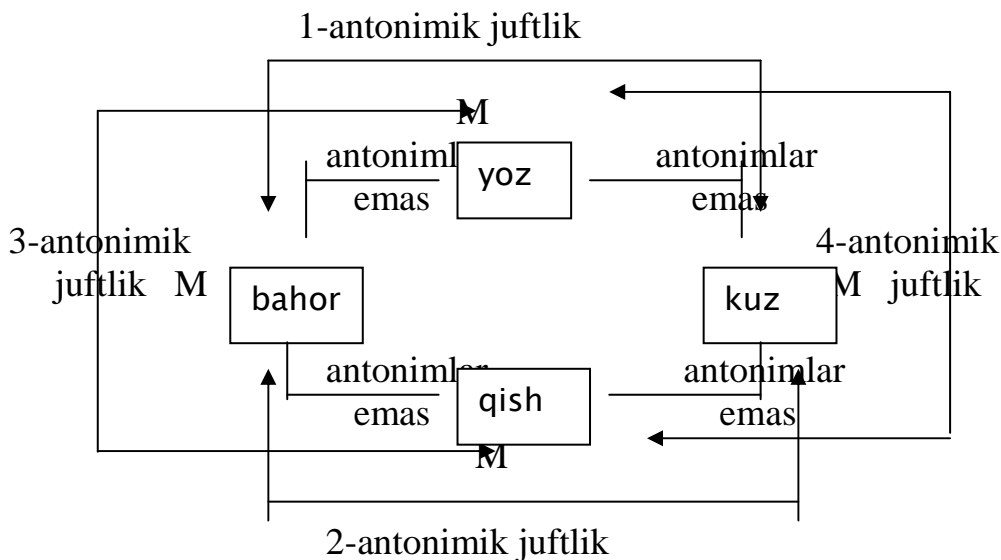 1-antonimik juftlik
M
antonimlar
emas
yoz
antonimlar
emas
3-antonimik
juftlik M
4-antonimik
M juftlik
bahor
kuz
antonimlar
emas
qish
antonimlar
emas
M
2-antonimik juftlik